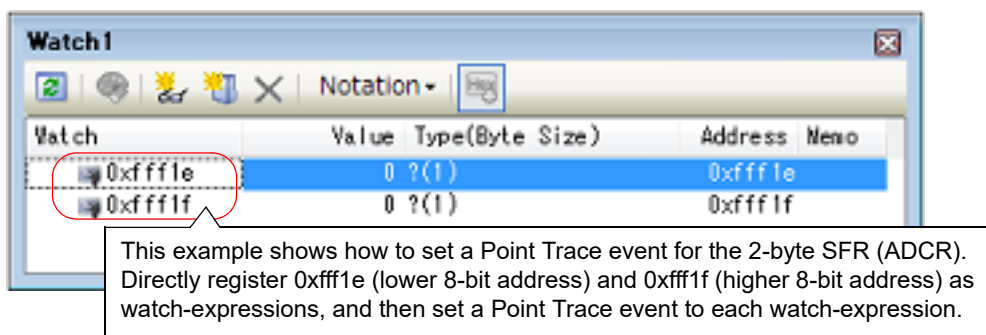 Watch1
Notation Hex
Watch Value Type(Byte Size) Address Memo
0xfff1e 0 ?(1) 0xfff1e
0xfff1f 0 ?(1) 0xfff1f
This example shows how to set a Point Trace event for the 2-byte SFR (ADCR).
Directly register 0xfff1e (lower 8-bit address) and 0xfff1f (higher 8-bit address) as
watch-expressions, and then set a Point Trace event to each watch-expression.